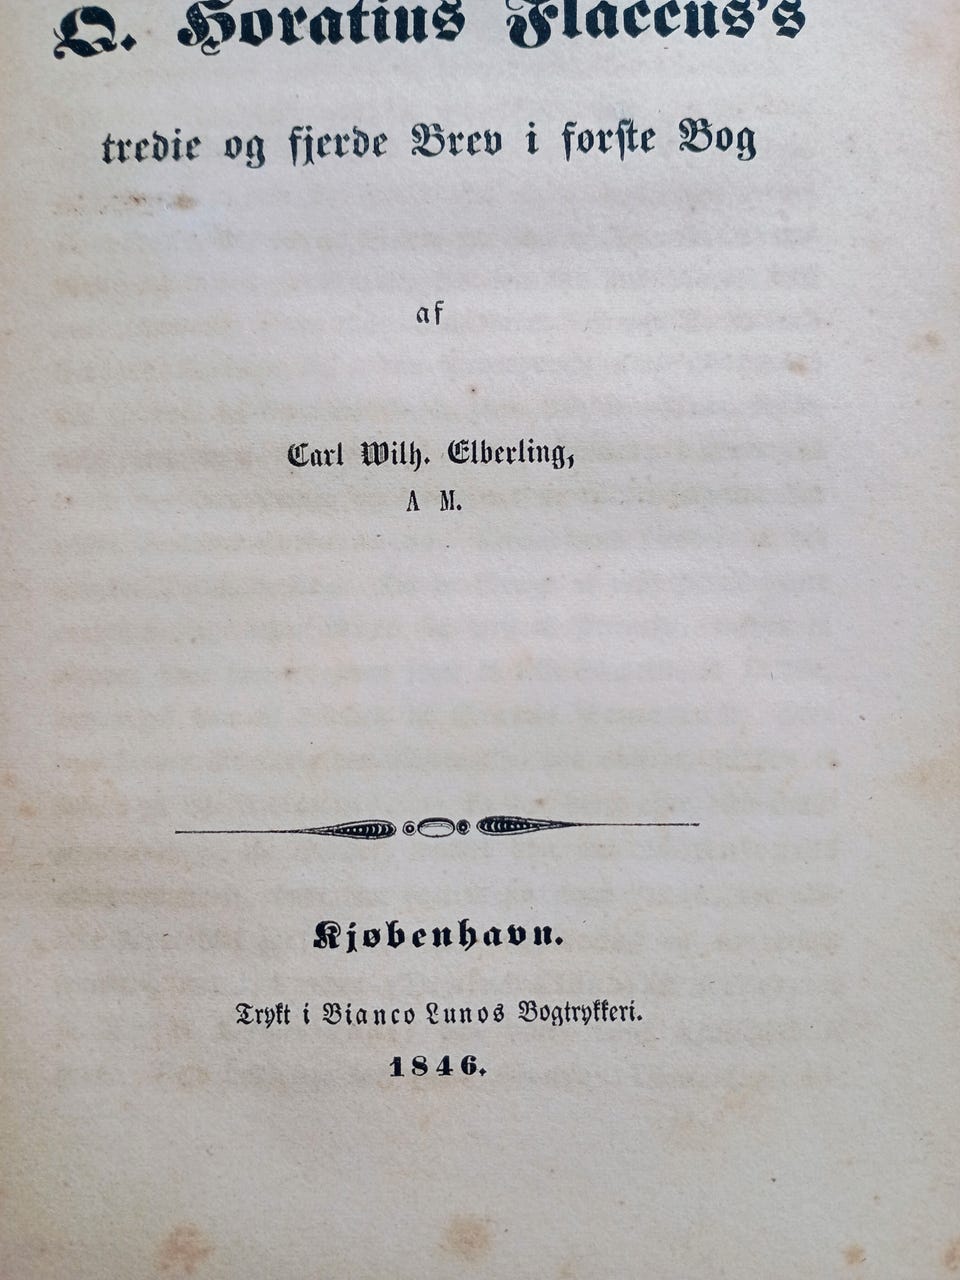 Q. Horatius Flaccus's
tredie og fjerde Brev i første Bog
af
Carl Wilh. Elberling,
A M.
Kjøbenhavn.
Trykt i Bianco Lunos Bogtrykkeri.
1846.